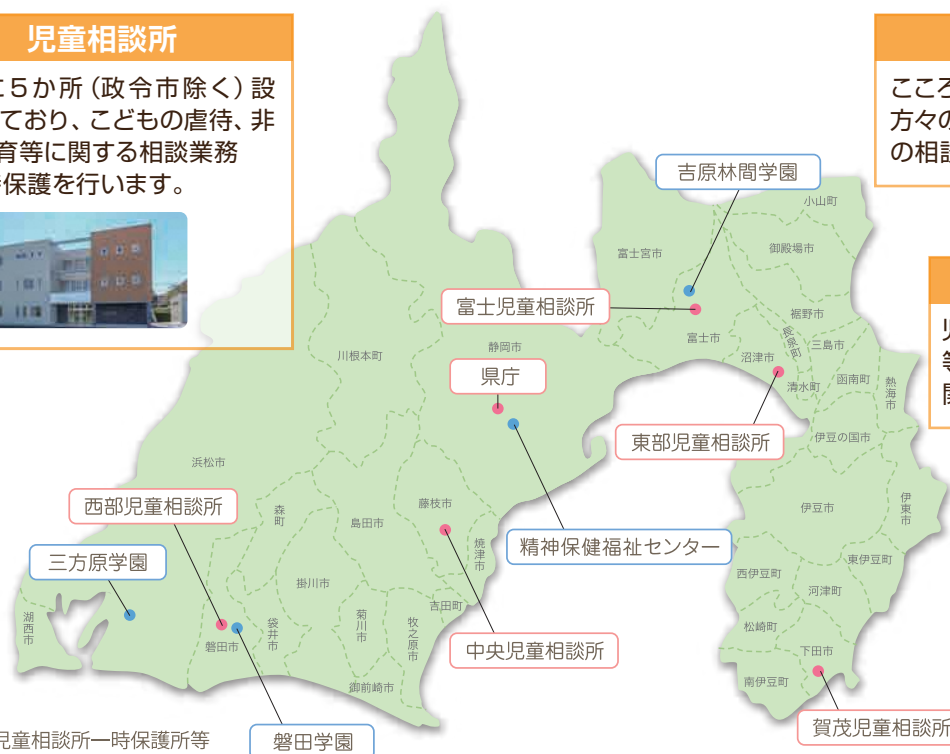 児童相談所
に５か所（政令市除く）設
ており、こどもの虐待、非
育等に関する相談業務
保護を行います。
こころ
方々の
の相談
吉原林間学園
小山町
御殿場市
富士宮市
富士児童相談所
裾野市
長泉町
富士市
三島市
静岡市
川根本町
沼津市
県庁
清水町
函南町
熱海市
東部児童相談所
伊豆の国市
浜松市
西部児童相談所
森町
島田市
藤枝市
伊豆市
伊東市
焼津市
精神保健福祉センター
三方原学園
掛川市
西伊豆町
東伊豆町
河津町
湖西市
磐田市
袋井市
菊川市
吉田町
牧之原市
松崎町
中央児童相談所
下田市
御前崎市
南伊豆町
賀茂児童相談所
児童相談所一時保護所等
磐田学園